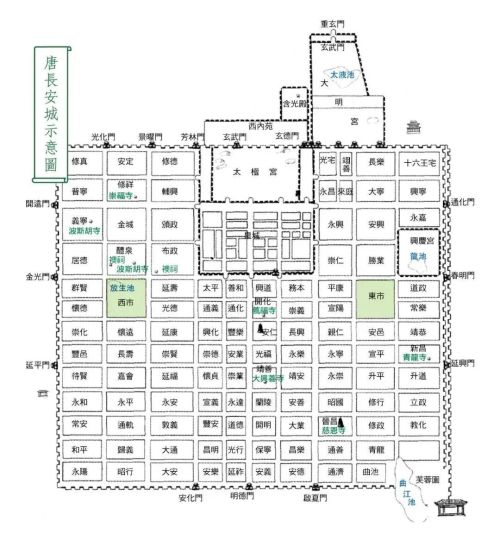 唐長安城示意圖
重玄門
玄武門
太液池
大
明
宮
含光殿
西內苑
光化門 景曜門 芳林門 玄武門 玄德門
修真 安定 修德 太極宮 光宅 翊善 長樂 十六王宅
普寧 修祥 崇福寺 輔興 永昌 來庭 大寧 興寧
開遠門
通化門
義寧 波斯胡寺 金城 頒政 皇城 永興 安興 永嘉
居德 醴泉 波斯胡寺 祆祠 布政 祆祠 崇仁 勝業 興慶宮 龍池
金光門
春明門
群賢 放生池 西市 延壽 太平 善和 興道 務本 平康 東市 道政
懷德 光德 通義 通化 開化 薦福寺 崇義 宣陽 常樂
崇化 懷遠 延康 興化 豐樂 安仁 長興 親仁 安邑 靖恭
豐邑 長壽 崇賢 崇德 安業 光福 永樂 永寧 宣平 新昌 青龍寺
延平門
延興門
待賢 嘉會 延福 懷貞 崇業 靖善 大興善寺 靖安 永崇 升平 升道
永和 永平 永安 宣義 永達 蘭陵 安善 昭國 修行 立政
常安 通軌 敦義 豐安 道德 開明 大業 晉昌 慈恩寺 修政 敦化
和平 歸義 大通 昌明 光行 保寧 昌樂 通善 青龍
永陽 昭行 大安 安樂 延祚 安義 安德 通濟 曲池
曲江池
芙蓉園
安化門 明德門 啟夏門